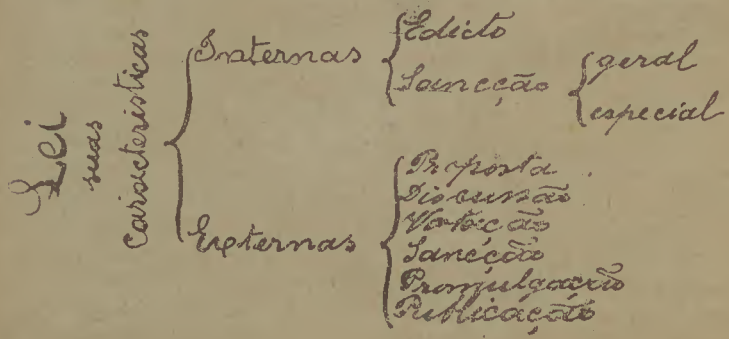 Lei
suas
caracteristicas
Internas
Edicto
Sancção
geral
especial
Externas
Proposta
Discussão
Votação
Sancção
Promulgação
Publicação